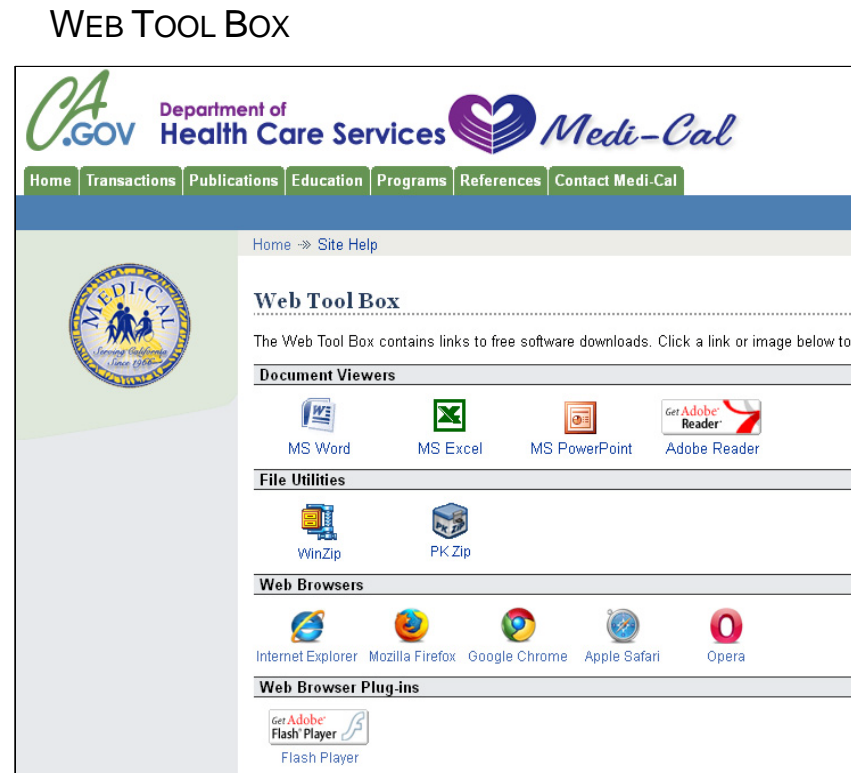 WEB TOOL BOX
CA
.GOV
Department of
Health Care Services
Medi-Cal
Home Transactions Publications Education Programs References Contact Medi-Cal
Home -» Site Help
MEDI-CAL
Serving California
Since 1966
Web Tool Box
The Web Tool Box contains links to free software downloads. Click a link or image below to
Document Viewers
Get Adobe
Reader
MS Word MS Excel MS PowerPoint Adobe Reader
File Utilities
PK ZIP
WinZip PK Zip
Web Browsers
Internet Explorer Mozilla Firefox Google Chrome Apple Safari Opera
Web Browser Plug-ins
Get Adobe
Flash Player
Flash Player